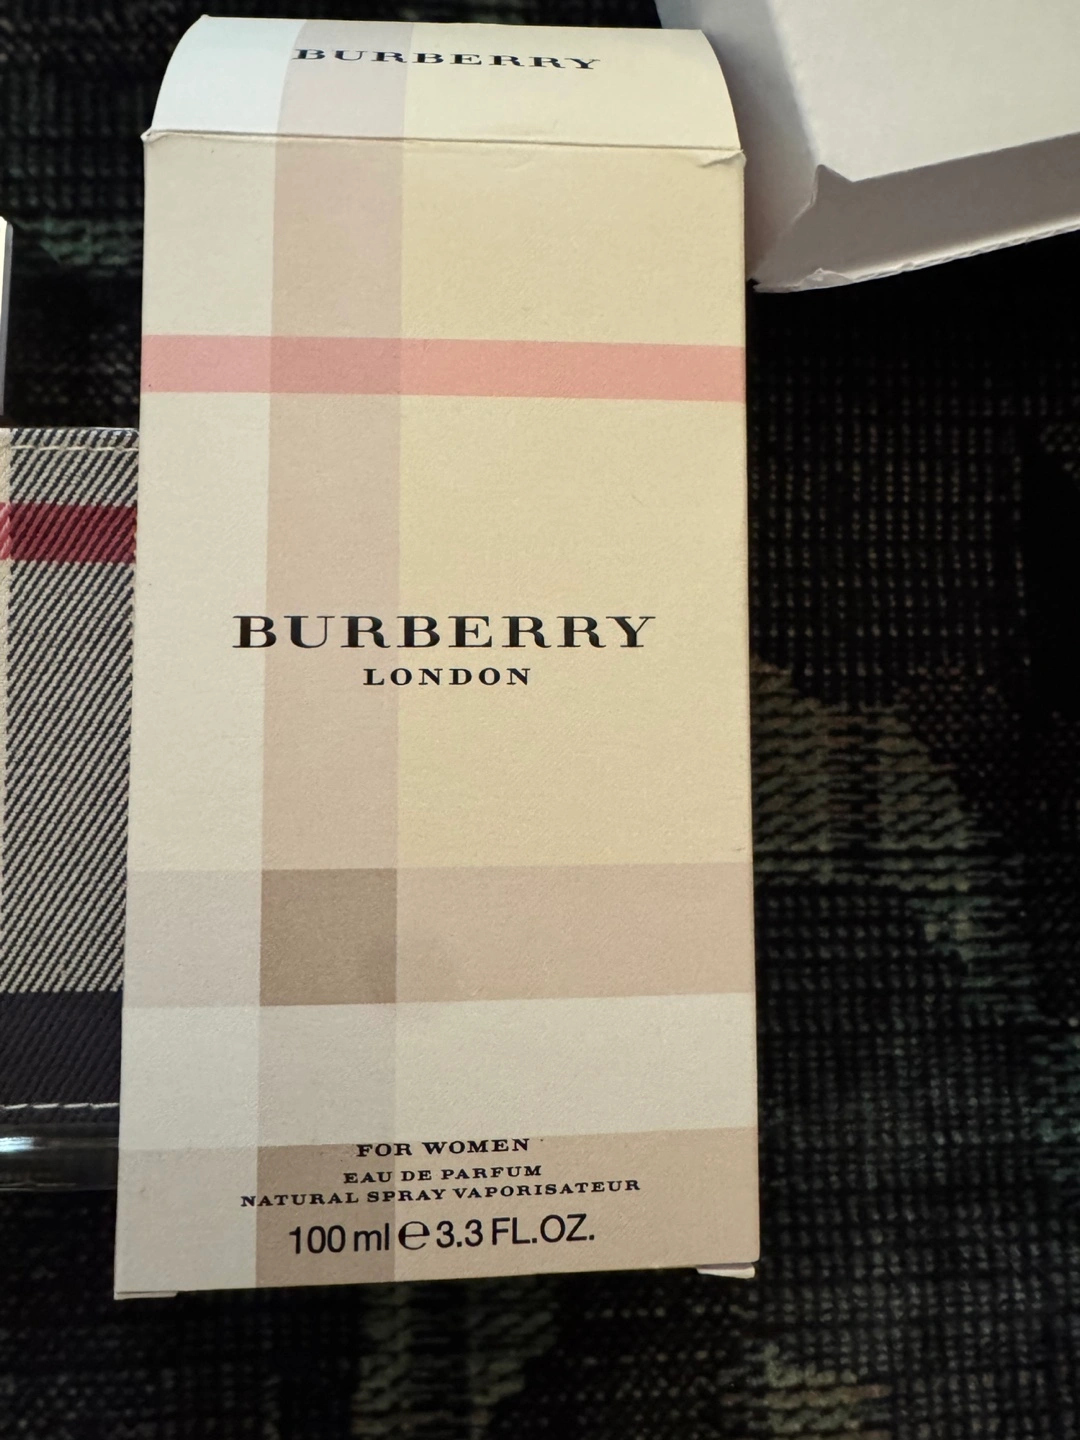 BURBERRY
BURBERRY
LONDON
FOR WOMEN
EAU DE PARFUM
NATURAL SPRAY VAPORISATEUR
100 ml ℮ 3.3 FL.OZ.